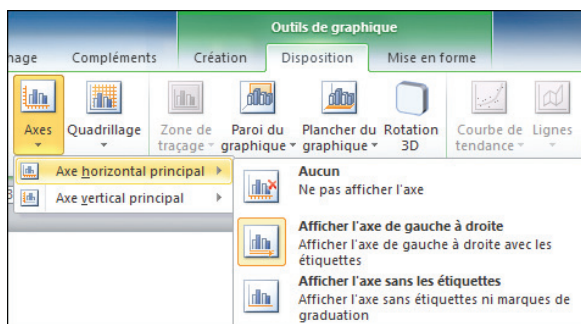 Outils de graphique
nage Compléments Création Disposition Mise en forme
Axes Quadrillage Zone de traçage Paroi du graphique Plancher du graphique Rotation 3D Courbe de tendance Lignes
Axe horizontal principal
Axe vertical principal
Aucun
Ne pas afficher l'axe
Afficher l'axe de gauche à droite
Afficher l'axe de gauche à droite avec les
étiquettes
Afficher l'axe sans les étiquettes
Afficher l'axe sans étiquettes ni marques de
graduation